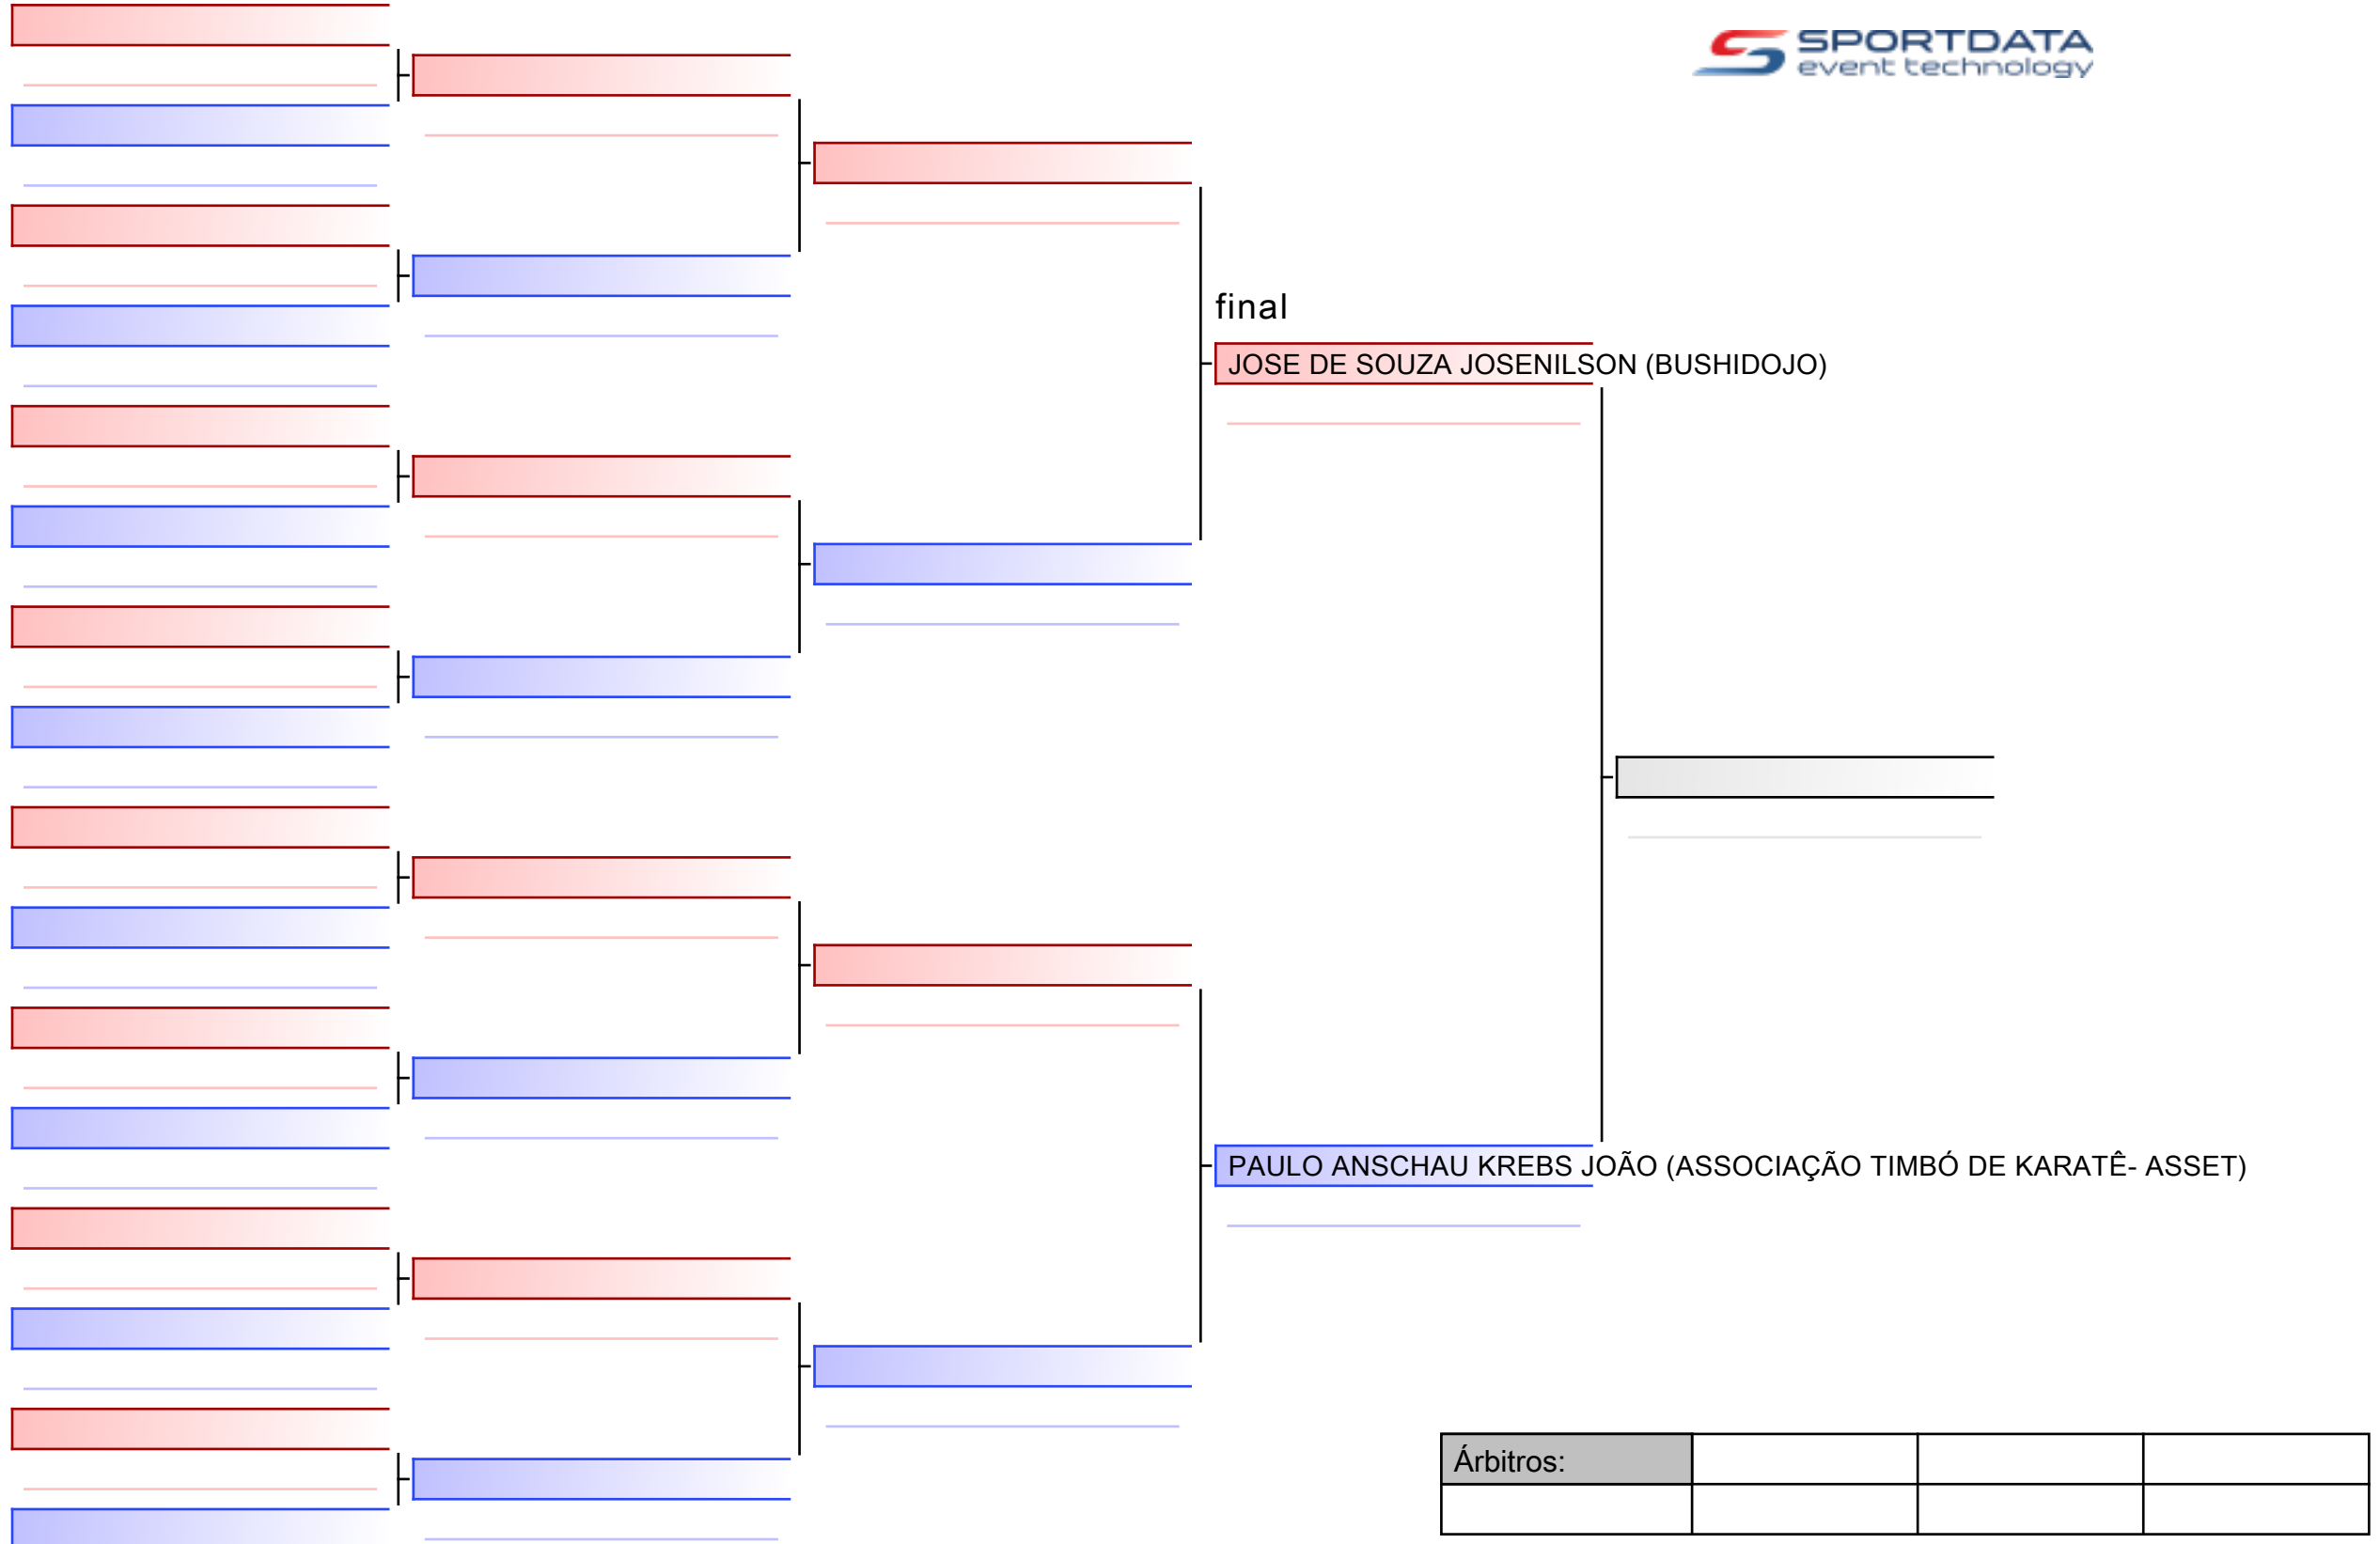 SPORTDATA
event technology
final
JOSE DE SOUZA JOSENILSON (BUSHIDOJO)
PAULO ANSCHAU KREBS JOÃO (ASSOCIAÇÃO TIMBÓ DE KARATÊ- ASSET)
Árbitros: